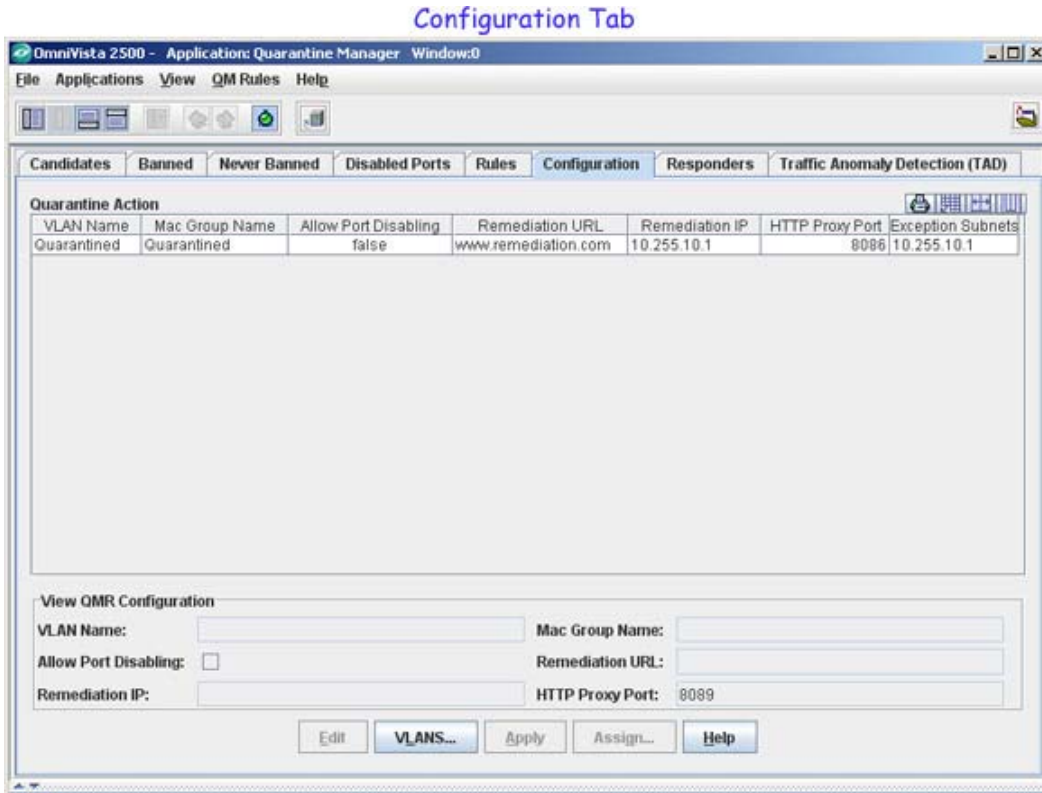 Configuration Tab
OmniVista 2500 - Application: Quarantine Manager Window:0
File Applications View QM Rules Help
Candidates Banned Never Banned Disabled Ports Rules Configuration Responders Traffic Anomaly Detection (TAD)
Quarantine Action
VLAN Name Mac Group Name Allow Port Disabling Remediation URL Remediation IP HTTP Proxy Port Exception Subnets
Quarantined Quarantined false www.remediation.com 10.255.10.1 8086 10.255.10.1
View QMR Configuration
VLAN Name: Mac Group Name:
Allow Port Disabling: Remediation URL:
Remediation IP: HTTP Proxy Port: 8089
Edit VLANS... Apply Assign... Help